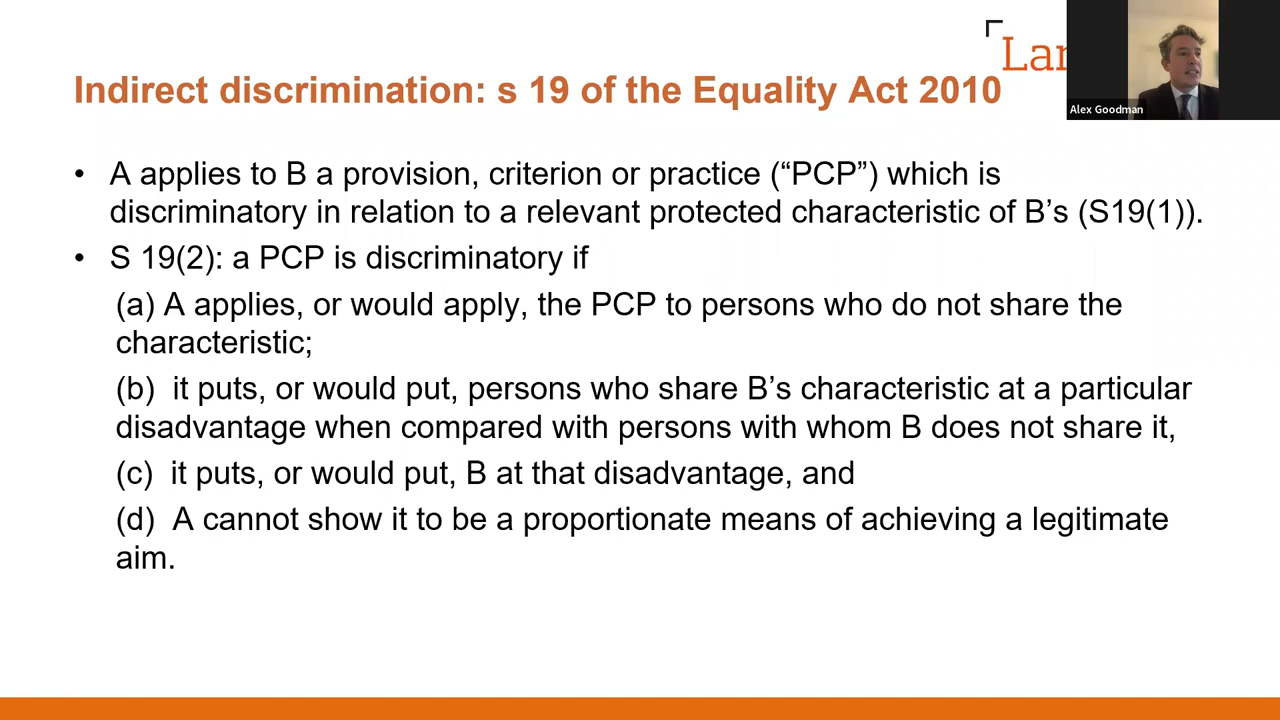 Lan
Alex Goodman
Indirect discrimination: s 19 of the Equality Act 2010
• A applies to B a provision, criterion or practice (“PCP”) which is
discriminatory in relation to a relevant protected characteristic of B’s (S19(1)).
• S 19(2): a PCP is discriminatory if
(a) A applies, or would apply, the PCP to persons who do not share the
characteristic;
(b) it puts, or would put, persons who share B’s characteristic at a particular
disadvantage when compared with persons with whom B does not share it,
(c) it puts, or would put, B at that disadvantage, and
(d) A cannot show it to be a proportionate means of achieving a legitimate
aim.